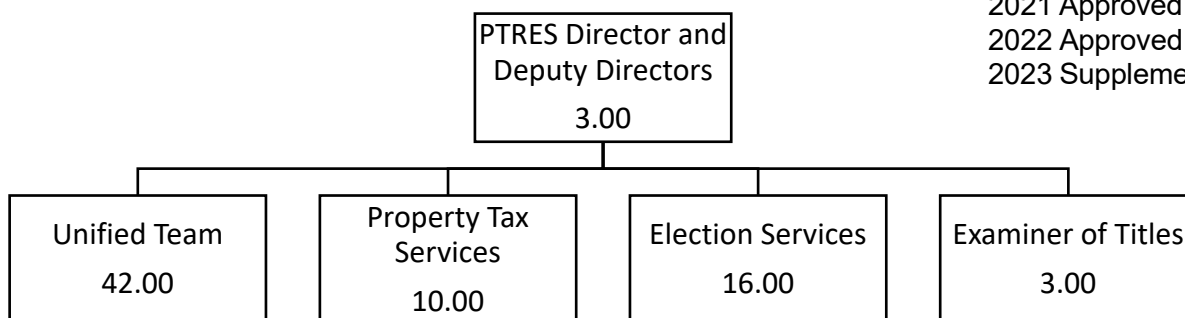 2021 Approved
2022 Approved
2023
PTRES Director and
Deputy Directors
3.00
Unified Team
42.00
Property Tax
Services
10.00
Election Services
16.00
Examiner of Titles
3.00